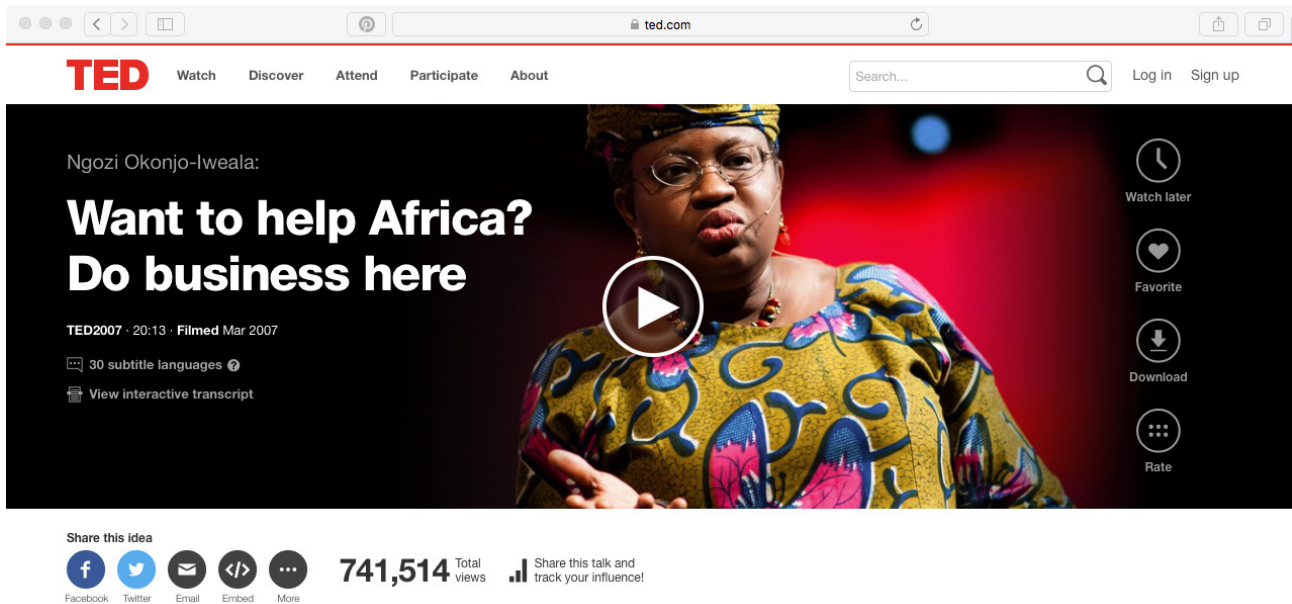 ted.com
TED Watch Discover Attend Participate About Search... Log in Sign up
Ngozi Okonjo-Iweala:
Want to help Africa?
Do business here
TED2007 · 20:13 · Filmed Mar 2007
30 subtitle languages ?
View interactive transcript
Watch later
Favorite
Download
Rate
Share this idea
Facebook Twitter Email Embed More
741,514 Total views
Share this talk and
track your influence!